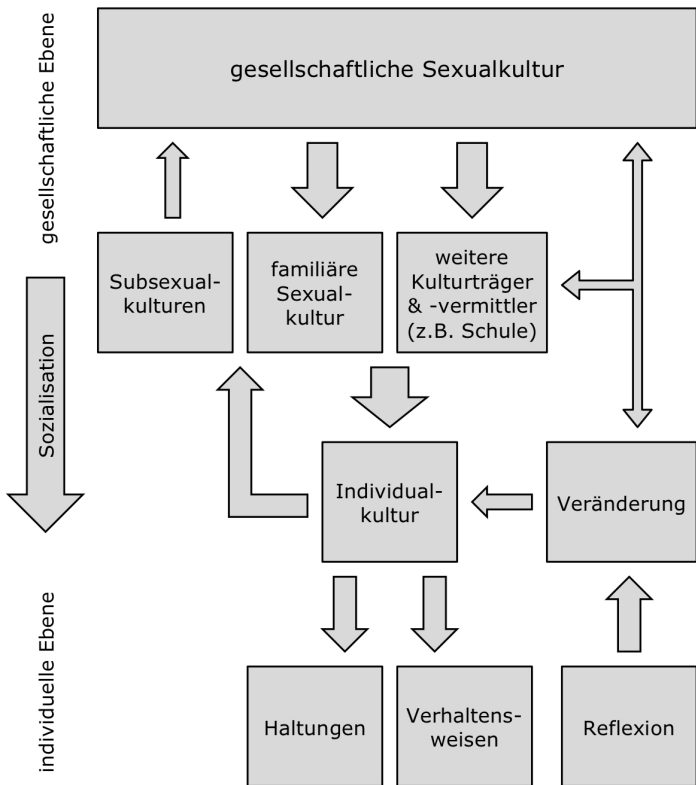 gesellschaftliche Ebene
gesellschaftliche Sexualkultur
Subsexual-
kulturen
familiäre
Sexual-
kultur
weitere
Kulturträger
& -vermittler
(z.B. Schule)
Sozialisation
Individual-
kultur
Veränderung
individuelle Ebene
Haltungen
Verhaltens-
weisen
Reflexion